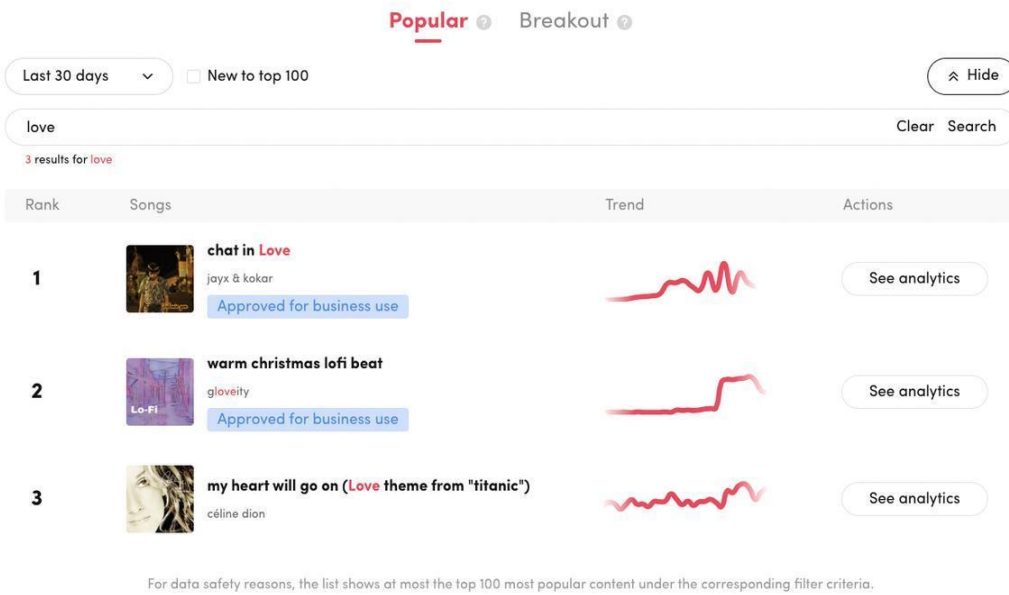 Popular ? Breakout ?
Last 30 days New to top 100 Hide
love Clear Search
3 results for love
Rank Songs Trend Actions
chat in Love
1 jayx & kokar See analytics
Approved for business use
warm christmas lofi beat
2 gloveity See analytics
Lo-Fi Approved for business use
my heart will go on (Love theme from "titanic")
3 céline dion See analytics
For data safety reasons, the list shows at most the top 100 most popular content under the corresponding filter criteria.